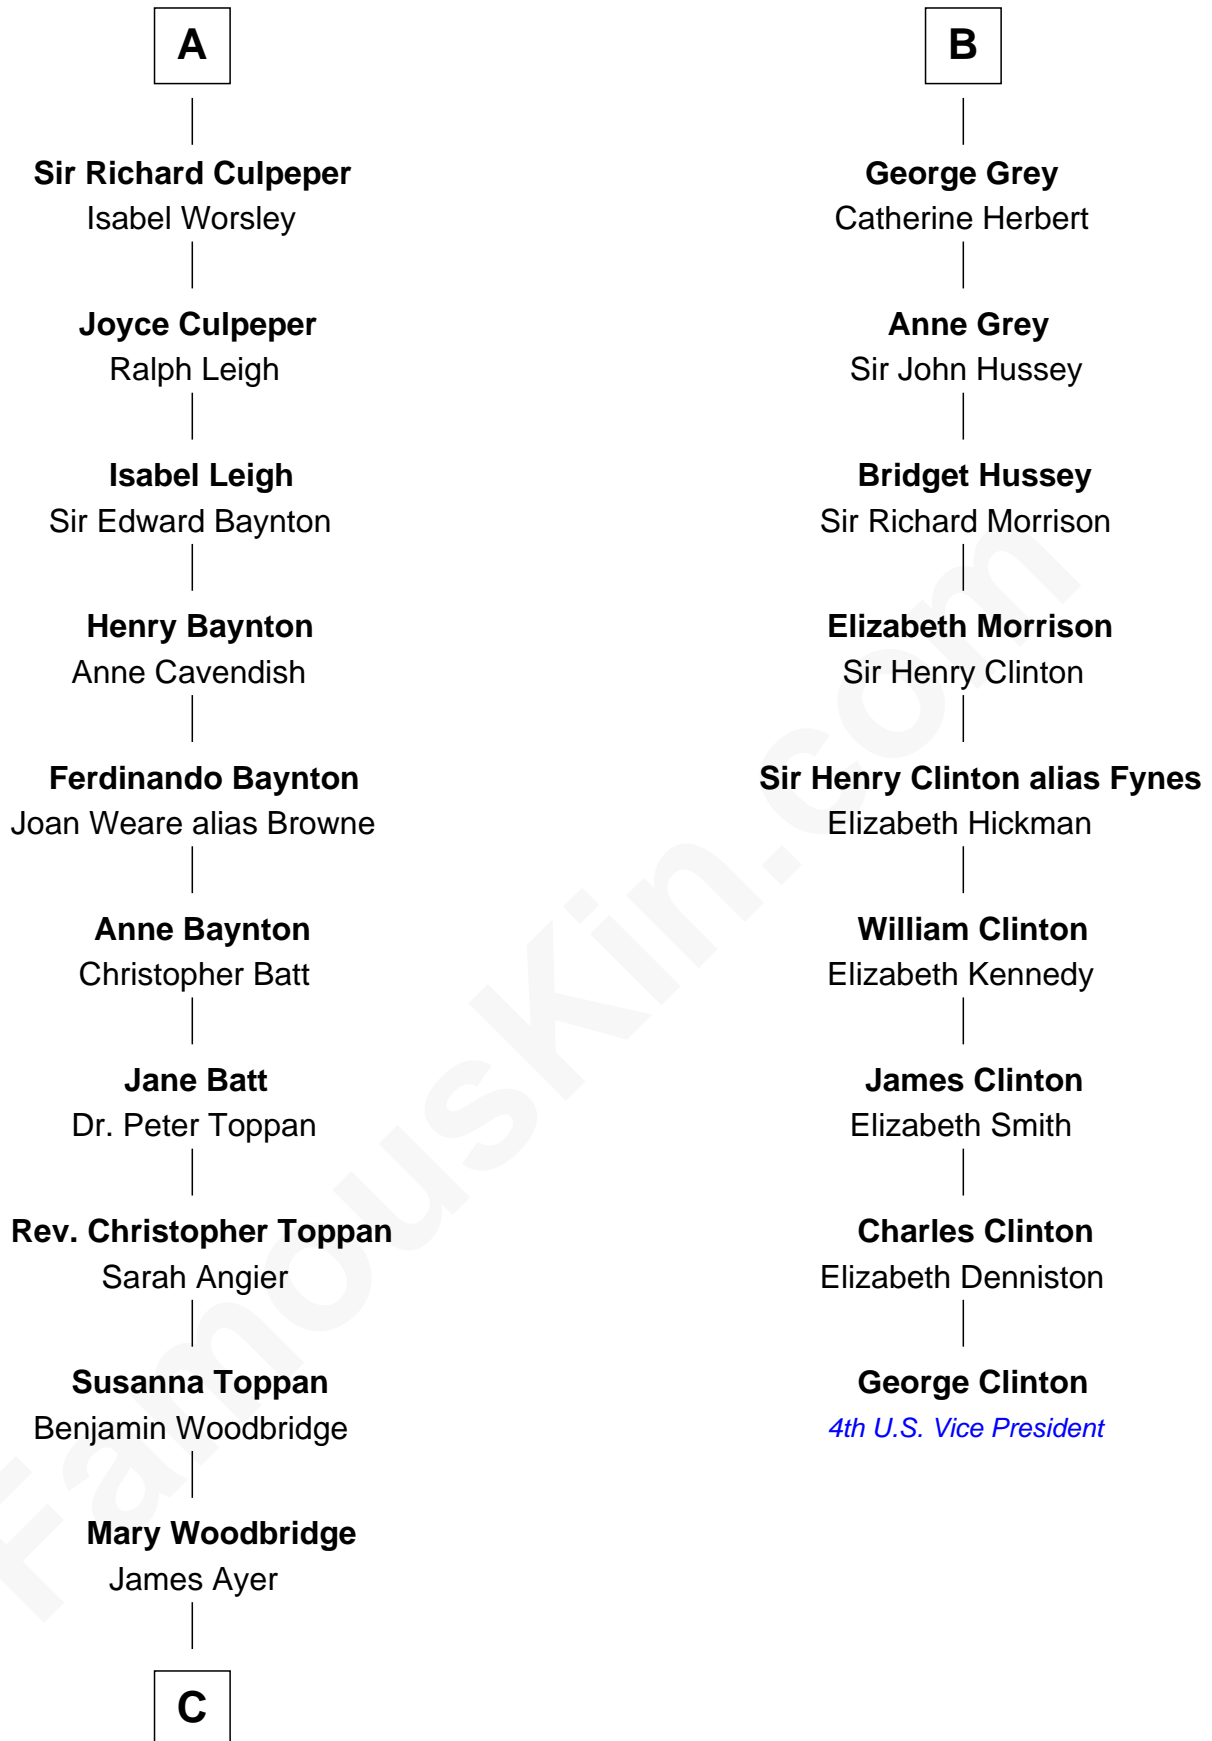 A
Sir Richard Culpeper
Isabel Worsley
Joyce Culpeper
Ralph Leigh
Isabel Leigh
Sir Edward Baynton
Henry Baynton
Anne Cavendish
Ferdinando Baynton
Joan Weare alias Browne
Anne Baynton
Christopher Batt
Jane Batt
Dr. Peter Toppan
Rev. Christopher Toppan
Sarah Angier
Susanna Toppan
Benjamin Woodbridge
Mary Woodbridge
James Ayer
C
B
George Grey
Catherine Herbert
Anne Grey
Sir John Hussey
Bridget Hussey
Sir Richard Morrison
Elizabeth Morrison
Sir Henry Clinton
Sir Henry Clinton alias Fynes
Elizabeth Hickman
William Clinton
Elizabeth Kennedy
James Clinton
Elizabeth Smith
Charles Clinton
Elizabeth Denniston
George Clinton
4th U.S. Vice President
FamousKin.com